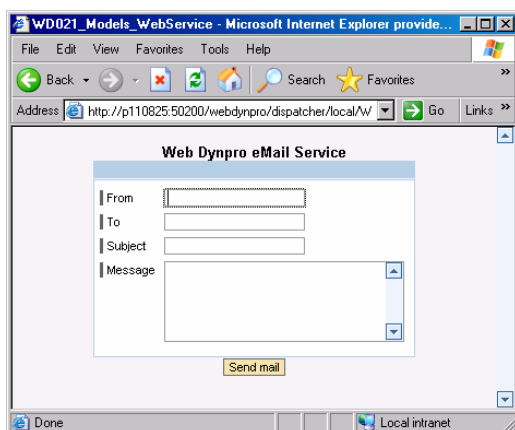 WD021_Models_WebService - Microsoft Internet Explorer provide...
File Edit View Favorites Tools Help
Back Search Favorites »
Address http://p110825:50200/webdynpro/dispatcher/local/W Go Links »
Web Dynpro eMail Service
From
To
Subject
Message
Send mail
Done Local intranet